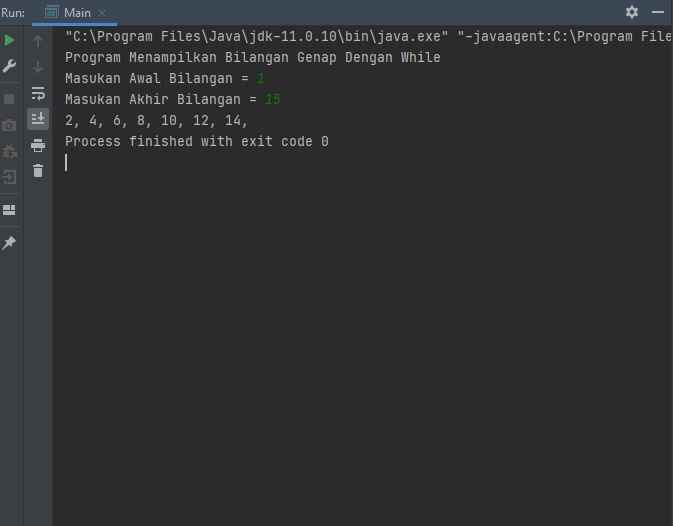 Run: Main
"C:\Program Files\Java\jdk-11.0.10\bin\java.exe" "-javaagent:C:\Program File
Program Menampilkan Bilangan Genap Dengan While
Masukan Awal Bilangan = 1
Masukan Akhir Bilangan = 15
2, 4, 6, 8, 10, 12, 14,
Process finished with exit code 0